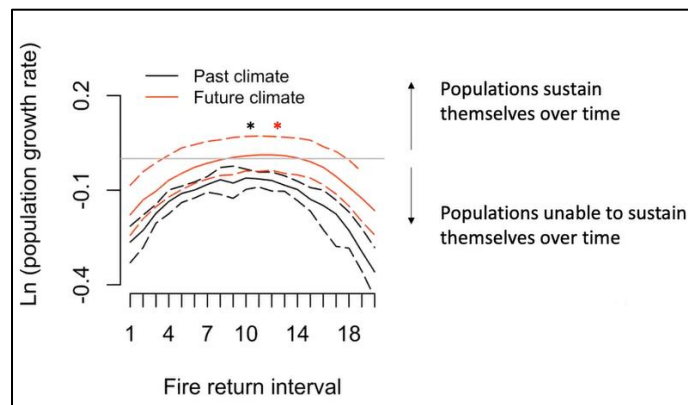 Past climate
Future climate
0.2
* *
-0.1
-0.4
Ln (population growth rate)
1 4 7 10 14 18
Fire return interval
Populations sustain
themselves over time
Populations unable to sustain
themselves over time